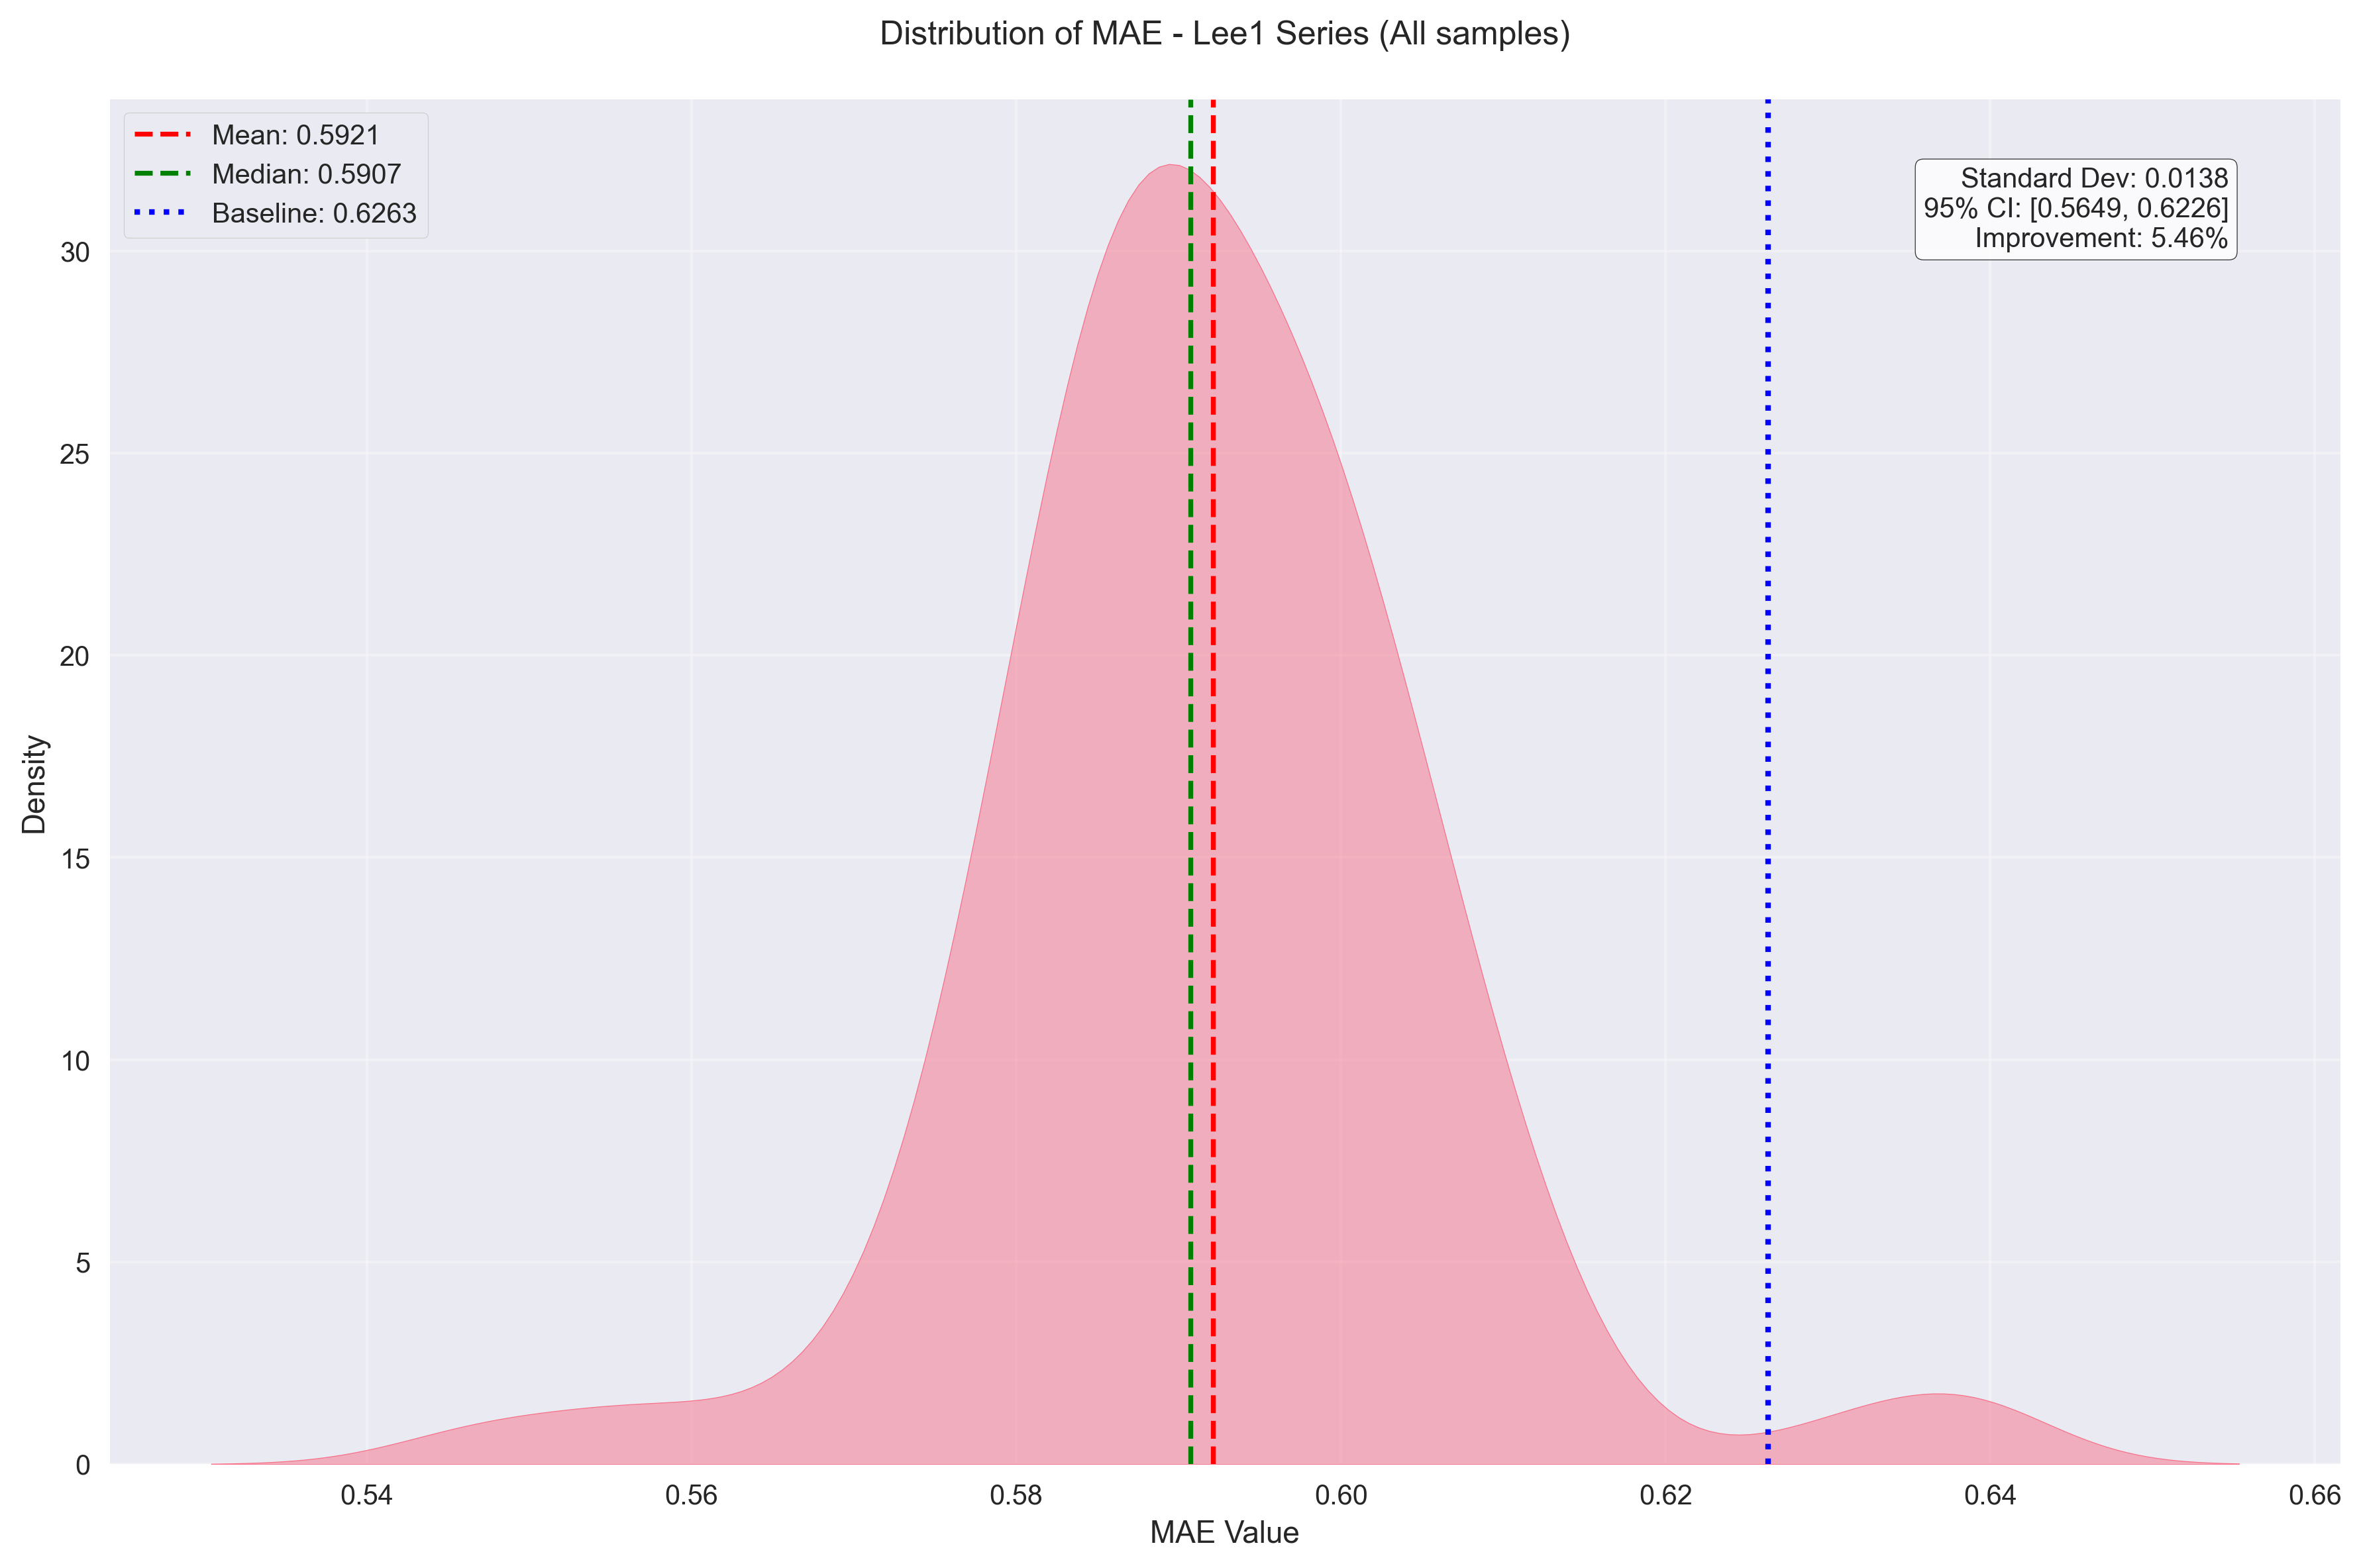 Distribution of MAE - Lee1 Series (All samples)
Mean: 0.5921
Median: 0.5907
Baseline: 0.6263
Standard Dev: 0.0138
95% CI: [0.5649, 0.6226]
Improvement: 5.46%
Density
30
25
20
15
10
5
0
0.54 0.56 0.58 0.60 0.62 0.64 0.66
MAE Value